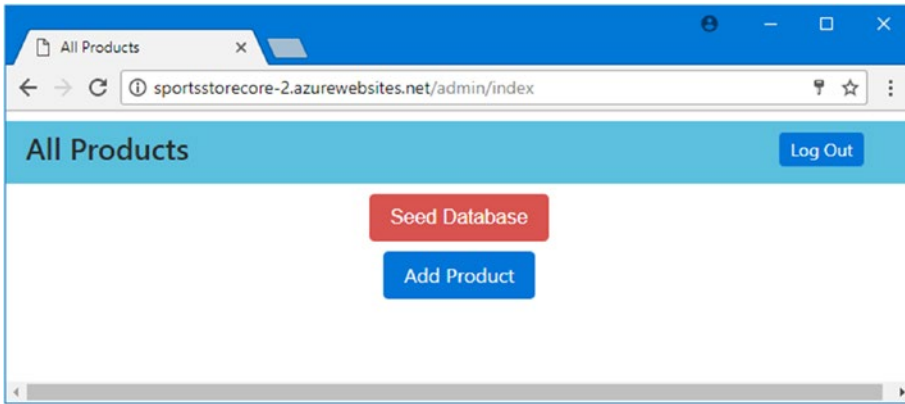 All Products
sportsstorecore-2.azurewebsites.net/admin/index
All Products
Log Out
Seed Database
Add Product